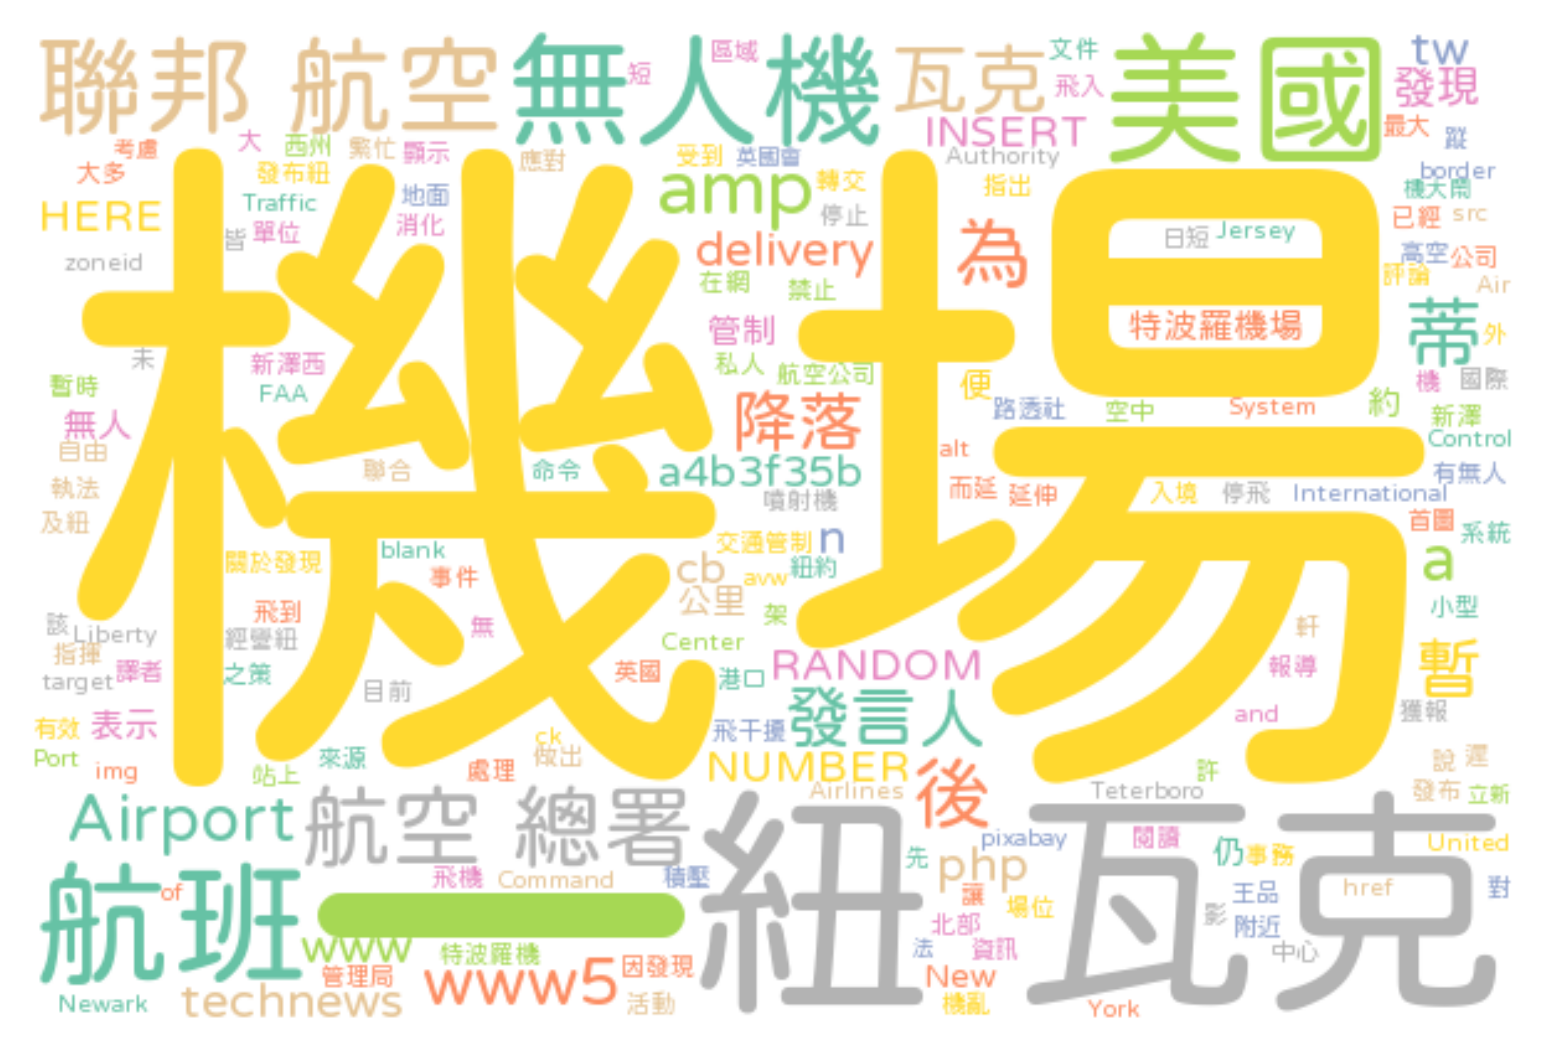 聯邦 航空 無人機 區域 短 瓦克 文件 飛入 美國 tw 發現
INSERT 最大 蹤
考慮 大 西州 繁忙 顯示 應對 受到 英國會 Authority border
大多 發布紐 地面 amp 轉交 指出 機大鬧
HERE Traffic 消化 停止 為 日短 Jersey 已經 src
皆 單位 delivery 高空 公司
zoneid 在網 禁止 評論 Air
機場
未 新澤西 管制 特波羅機場 蒂 外
暫時 FAA 私人 航空公司 便 機 國際
無人 降落 路透社 空中 System 約 新澤
自由 聯合 命令 a4b3f35b alt Control
執法 噴射機 而延 延伸 入境 停飛 International 有無人
及紐 交通管制 n 首圖 系統
關於發現 blank cb avw 紐約 a
飛到 事件 公里 架 小型
該 Liberty 經營紐 無 Center 軒
指揮 譯者 之策 英國 港口 RANDOM 報導 暫
target 目前 發言人 and 獲報
有效 表示 ck 飛干擾
Port img 站上 來源 做出 處理 NUMBER 後 許 說 遲
Airport 航空 總署 Airlines Teterboro 發布 立新
紐 瓦克 pixabay 閱讀 仍 事務 United
航班 of 飛機 Command 積壓 先 php 讓 場位 href 王品 對
ー www 特波羅機 北部 影 附近
管理局 www5 因發現 法 資訊 中心
Newark technews 活動 New 機亂 York